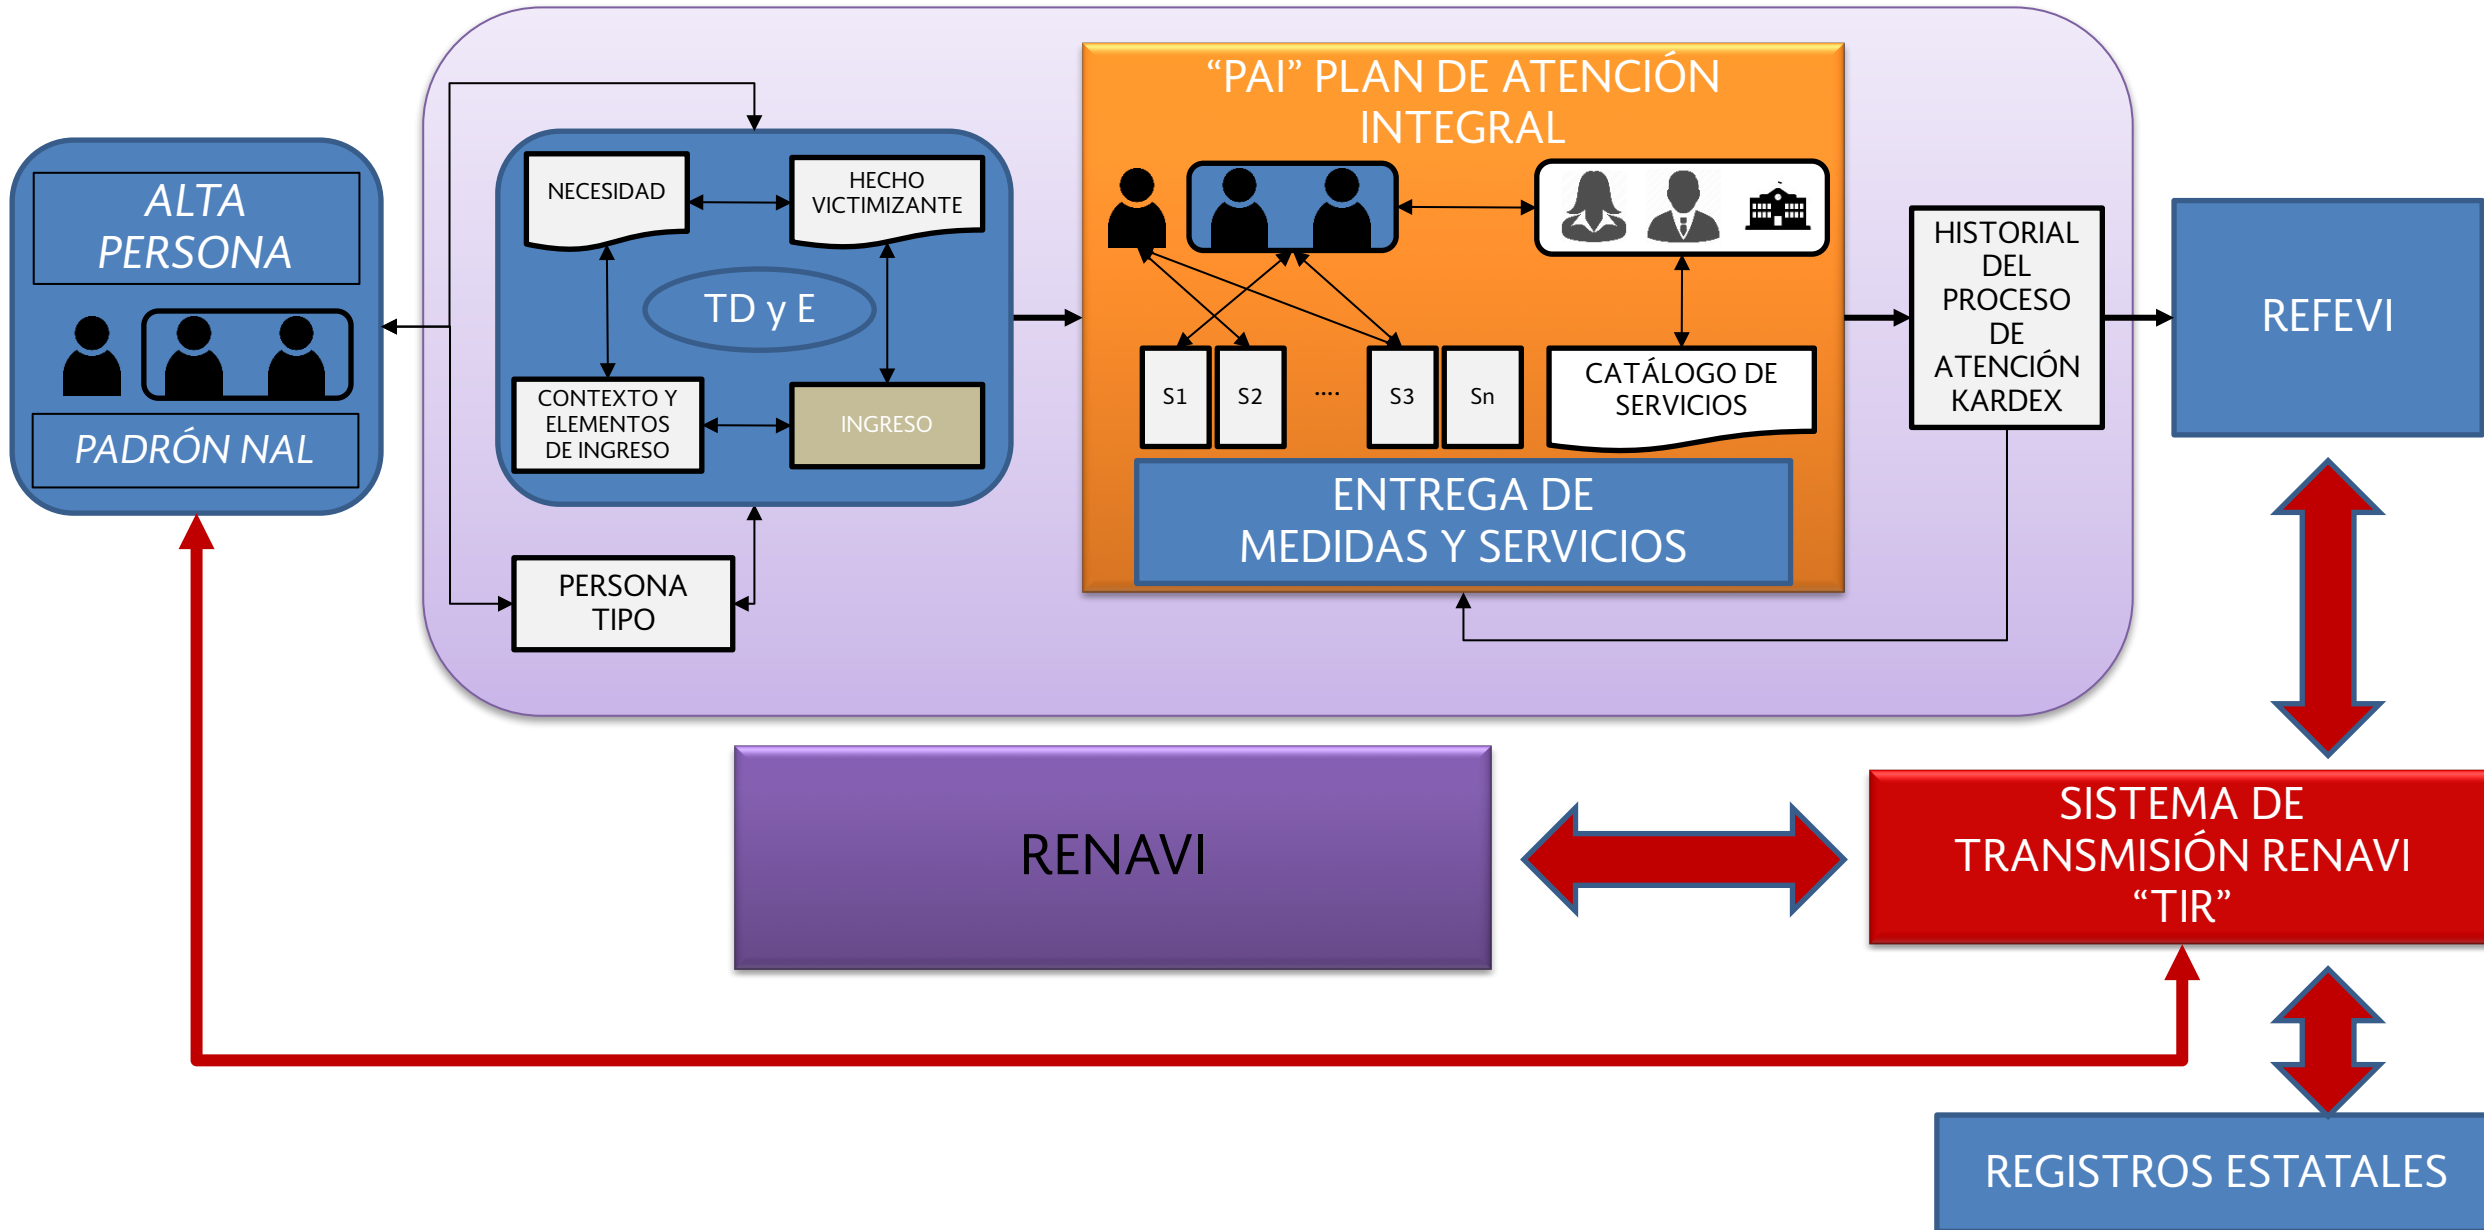 ALTA
PERSONA
PADRÓN NAL
NECESIDAD
HECHO
VICTIMIZANTE
TD y E
CONTEXTO Y
ELEMENTOS
DE INGRESO
INGRESO
PERSONA
TIPO
“PAI” PLAN DE ATENCIÓN
INTEGRAL
S1
S2
....
S3
Sn
CATÁLOGO DE
SERVICIOS
ENTREGA DE
MEDIDAS Y SERVICIOS
HISTORIAL
DEL
PROCESO
DE
ATENCIÓN
KARDEX
REFEVI
RENAVI
SISTEMA DE
TRANSMISIÓN RENAVI
“TIR”
REGISTROS ESTATALES